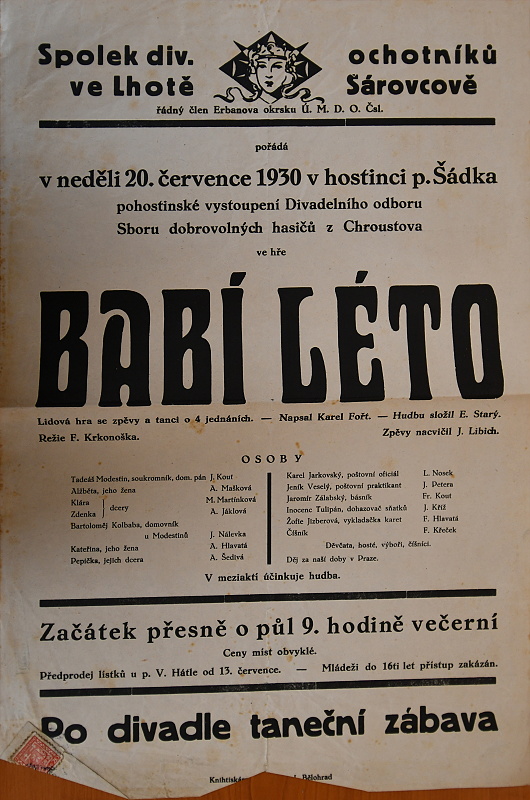 Spolek div. ochotníků
ve Lhotě Šárovcově
řádný člen Erbanova okrsku Ú. M. D. O. Čsl.
pořádá
v neděli 20. července 1930 v hostinci p. Šádka
pohostinské vystoupení Divadelního odboru
Sboru dobrovolných hasičů z Chroustova
ve hře
BABÍ LÉTO
Lidová hra se zpěvy a tanci o 4 jednáních. — Napsal Karel Fořt. — Hudbu složil E. Starý.
Režie F. Krkonoška. Zpěvy nacvičil J. Libich.
OSOBY
Tadeáš Modestin, soukromník, dom. pán J. Kout
Alžběta, jeho žena A. Mašková
Klára M. Martínková
dcery
Zdenka A. Jáklová
Bartoloměj Kolbaba, domovník
u Modestinů J. Nálevka
Kateřina, jeho žena A. Hlavatá
Pepička, jejich dcera A. Šedivá
Karel Jarkovský, poštovní oficiál L. Nosek
Jeník Veselý, poštovní praktikant J. Petera
Jaromír Zálabský, básník Fr. Kout
Inocenc Tulipán, dohazovač sňatků J. Kříž
Žofie Jizberová, vykladačka karet F. Hlavatá
Číšník F. Křeček
Děvčata, hosté, výboři, číšníci.
Děj za naší doby v Praze.
V meziaktí účinkuje hudba.
Začátek přesně o půl 9. hodině večerní
Ceny míst obvyklé.
Předprodej lístků u p. V. Hátle od 13. července. — Mládeži do 16ti let přístup zakázán.
Po divadle taneční zábava
Knihtiskárna Bělohrad